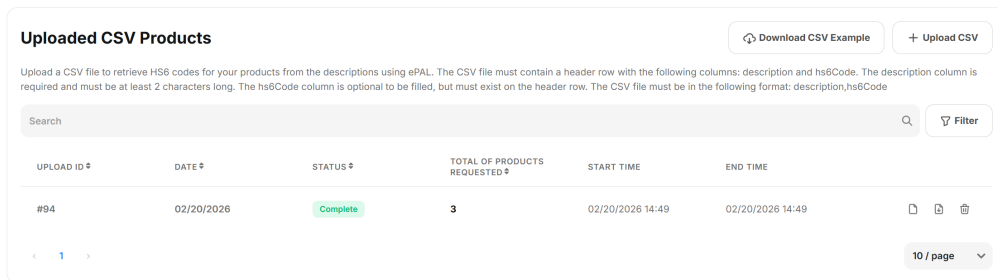 Uploaded CSV Products
Download CSV Example
+ Upload CSV
Upload a CSV file to retrieve HS6 codes for your products from the descriptions using ePAL. The CSV file must contain a header row with the following columns: description and hs6Code. The description column is
required and must be at least 2 characters long. The hs6Code column is optional to be filled, but must exist on the header row. The CSV file must be in the following format: description,hs6Code
Search
Filter
UPLOAD ID
DATE
STATUS
TOTAL OF PRODUCTS
REQUESTED
START TIME
END TIME
#94
02/20/2026
Complete
3
02/20/2026 14:49
02/20/2026 14:49
1
10 / page